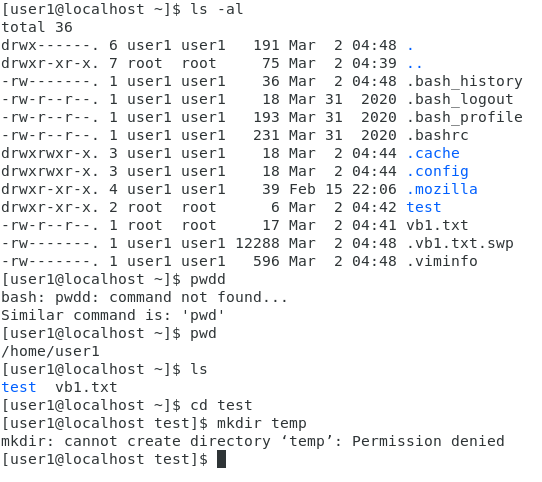 [user1@localhost ~]$ ls -al
total 36
drwx------. 6 user1 user1   191 Mar  2 04:48 .
drwxr-xr-x. 7 root  root     75 Mar  2 04:39 ..
-rw-------. 1 user1 user1    36 Mar  2 04:48 .bash_history
-rw-r--r--. 1 user1 user1    18 Mar 31  2020 .bash_logout
-rw-r--r--. 1 user1 user1   193 Mar 31  2020 .bash_profile
-rw-r--r--. 1 user1 user1   231 Mar 31  2020 .bashrc
drwxrwxr-x. 3 user1 user1    18 Mar  2 04:44 .cache
drwxrwxr-x. 3 user1 user1    18 Mar  2 04:44 .config
drwxr-xr-x. 4 user1 user1    39 Feb 15 22:06 .mozilla
drwxr-xr-x. 2 root  root      6 Mar  2 04:42 test
-rw-r--r--. 1 root  root     17 Mar  2 04:41 vb1.txt
-rw-------. 1 user1 user1 12288 Mar  2 04:48 .vb1.txt.swp
-rw-------. 1 user1 user1   596 Mar  2 04:48 .viminfo
[user1@localhost ~]$ pwdd
bash: pwdd: command not found...
Similar command is: 'pwd'
[user1@localhost ~]$ pwd
/home/user1
[user1@localhost ~]$ ls
test  vb1.txt
[user1@localhost ~]$ cd test
[user1@localhost test]$ mkdir temp
mkdir: cannot create directory ‘temp’: Permission denied
[user1@localhost test]$